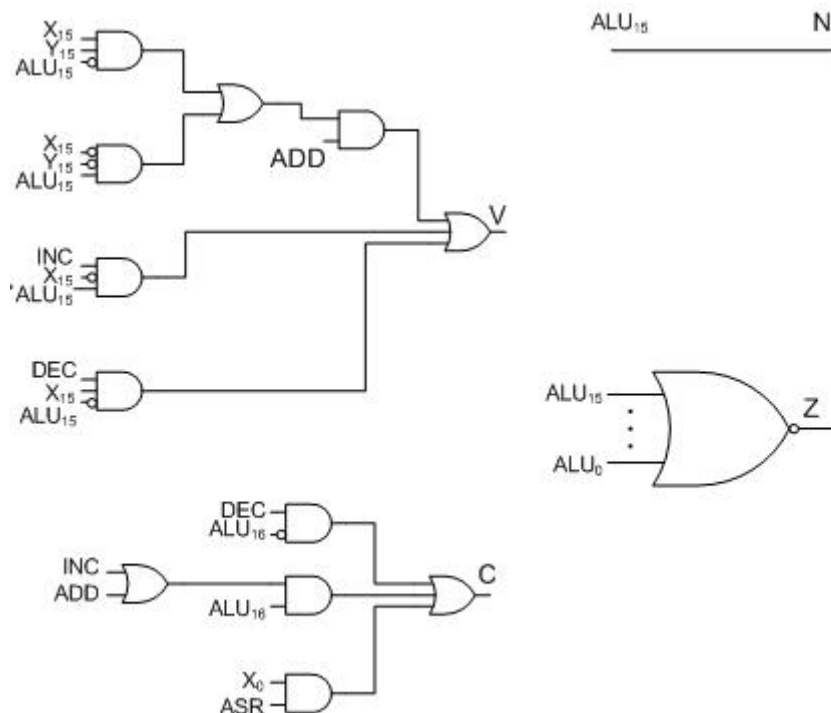 X₁₅
Y₁₅
ALU₁₅
X₁₅
Y₁₅
ALU₁₅
ADD
INC
X₁₅
ALU₁₅
DEC
X₁₅
ALU₁₅
V
ALU₁₅ N
ALU₁₅
ALU₀
Z
DEC
ALU₁₆
INC
ADD
ALU₁₆
X₀
ASR
C